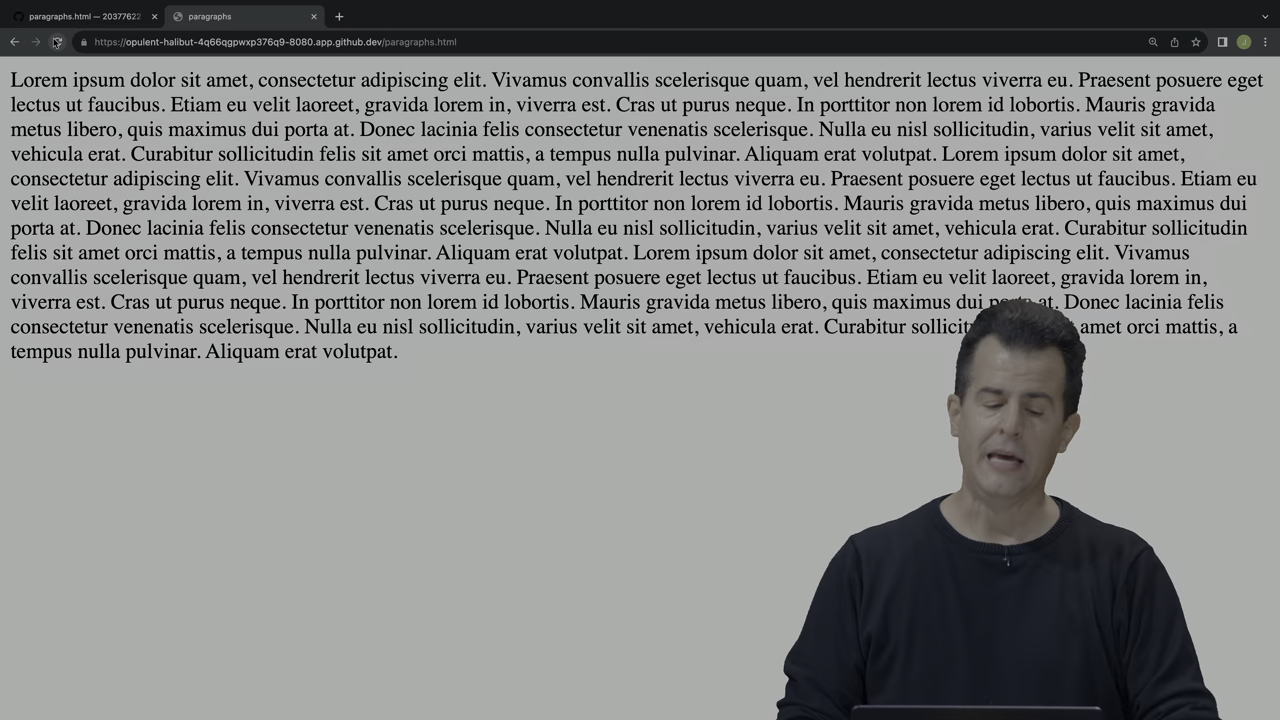 paragraphs.html — 20377622
paragraphs
https://opulent-halibut-4q66qgpwxp376q9-8080.app.github.dev/paragraphs.html
J
Lorem ipsum dolor sit amet, consectetur adipiscing elit. Vivamus convallis scelerisque quam, vel hendrerit lectus viverra eu. Praesent posuere eget
lectus ut faucibus. Etiam eu velit laoreet, gravida lorem in, viverra est. Cras ut purus neque. In porttitor non lorem id lobortis. Mauris gravida
metus libero, quis maximus dui porta at. Donec lacinia felis consectetur venenatis scelerisque. Nulla eu nisl sollicitudin, varius velit sit amet,
vehicula erat. Curabitur sollicitudin felis sit amet orci mattis, a tempus nulla pulvinar. Aliquam erat volutpat. Lorem ipsum dolor sit amet,
consectetur adipiscing elit. Vivamus convallis scelerisque quam, vel hendrerit lectus viverra eu. Praesent posuere eget lectus ut faucibus. Etiam eu
velit laoreet, gravida lorem in, viverra est. Cras ut purus neque. In porttitor non lorem id lobortis. Mauris gravida metus libero, quis maximus dui
porta at. Donec lacinia felis consectetur venenatis scelerisque. Nulla eu nisl sollicitudin, varius velit sit amet, vehicula erat. Curabitur sollicitudin
felis sit amet orci mattis, a tempus nulla pulvinar. Aliquam erat volutpat. Lorem ipsum dolor sit amet, consectetur adipiscing elit. Vivamus
convallis scelerisque quam, vel hendrerit lectus viverra eu. Praesent posuere eget lectus ut faucibus. Etiam eu velit laoreet, gravida lorem in,
viverra est. Cras ut purus neque. In porttitor non lorem id lobortis. Mauris gravida metus libero, quis maximus dui porta at. Donec lacinia felis
consectetur venenatis scelerisque. Nulla eu nisl sollicitudin, varius velit sit amet, vehicula erat. Curabitur amet orci mattis, a
tempus nulla pulvinar. Aliquam erat volutpat.